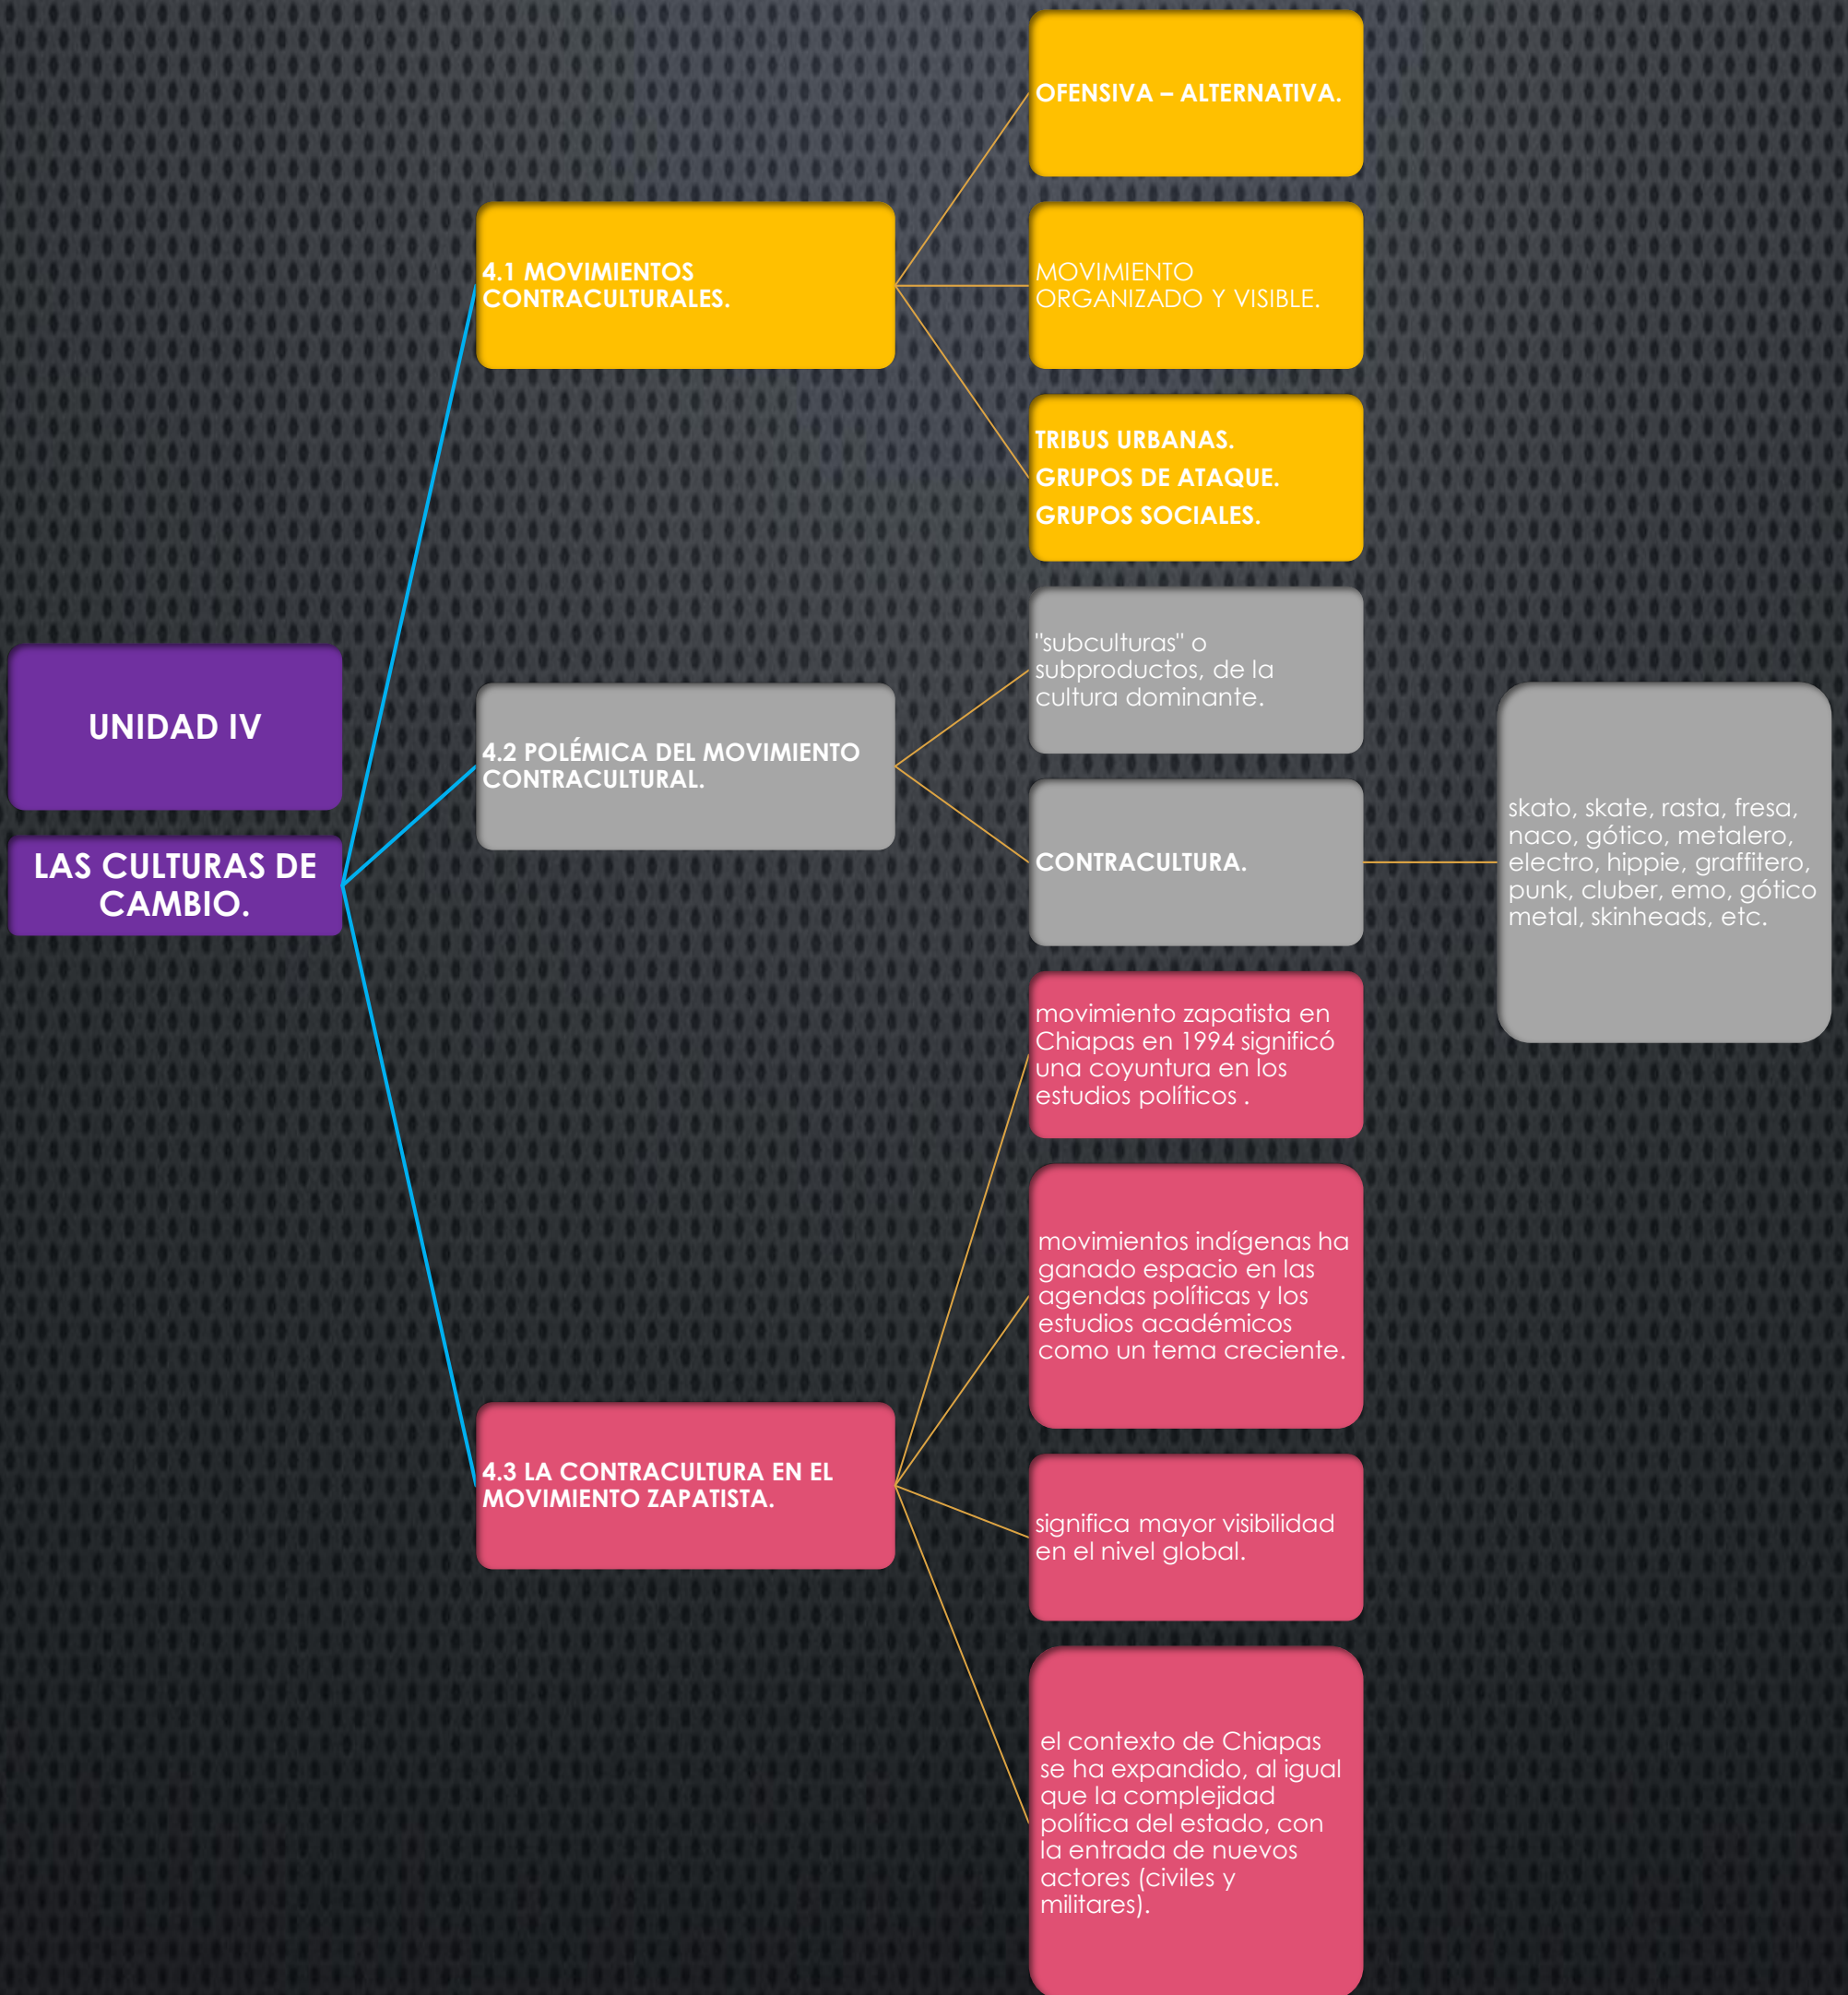 UNIDAD IV
LAS CULTURAS DE
CAMBIO.
4.1 MOVIMIENTOS
CONTRACULTURALES.
OFENSIVA – ALTERNATIVA.
MOVIMIENTO
ORGANIZADO Y VISIBLE.
TRIBUS URBANAS.
GRUPOS DE ATAQUE.
GRUPOS SOCIALES.
4.2 POLÉMICA DEL MOVIMIENTO
CONTRACULTURAL.
"subculturas" o
subproductos, de la
cultura dominante.
CONTRACULTURA.
skato, skate, rasta, fresa,
naco, gótico, metalero,
electro, hippie, graffitero,
punk, cluber, emo, gótico
metal, skinheads, etc.
4.3 LA CONTRACULTURA EN EL
MOVIMIENTO ZAPATISTA.
movimiento zapatista en
Chiapas en 1994 significó
una coyuntura en los
estudios políticos .
movimientos indígenas ha
ganado espacio en las
agendas políticas y los
estudios académicos
como un tema creciente.
significa mayor visibilidad
en el nivel global.
el contexto de Chiapas
se ha expandido, al igual
que la complejidad
política del estado, con
la entrada de nuevos
actores (civiles y
militares).